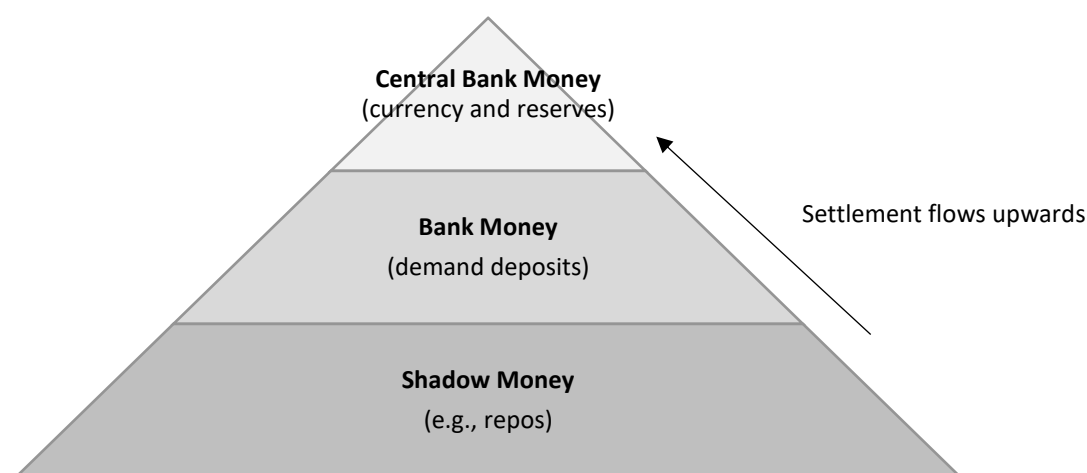 Central Bank Money
(currency and reserves)
Settlement flows upwards
Bank Money
(demand deposits)
Shadow Money
(e.g., repos)